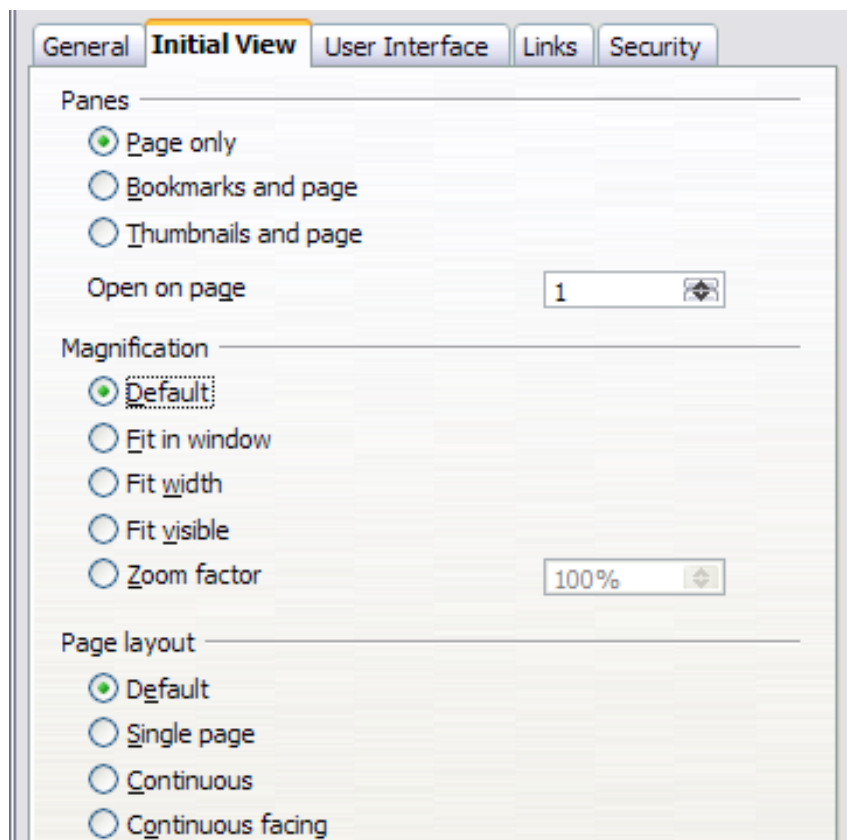 General Initial View User Interface Links Security
Panes
Page only
Bookmarks and page
Thumbnails and page
Open on page 1
Magnification
Default
Fit in window
Fit width
Fit visible
Zoom factor 100%
Page layout
Default
Single page
Continuous
Continuous facing